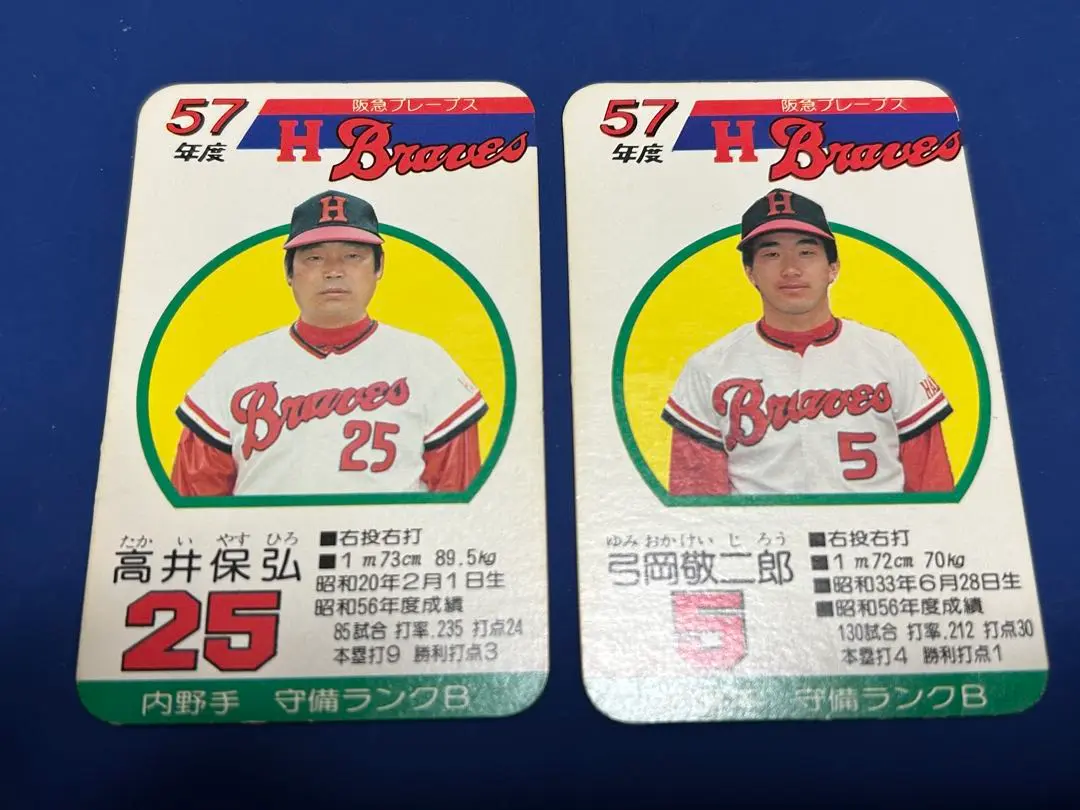 57
年度
阪急ブレーブス
H Braves
H
Braves
25
たか い やす ひろ
高井保弘
25
■右投右打
■1m73cm 89.5kg
昭和20年2月1日生
昭和56年度成績
85試合 打率.235 打点24
本塁打9 勝利打点3
内野手 守備ランクB
57
年度
阪急ブレーブス
H Braves
H
Braves
5
ゆみ おか けい じ ろう
弓岡敬二郎
5
■右投右打
■1m72cm 70kg
■昭和33年6月28日生
■昭和56年度成績
130試合 打率.212 打点30
本塁打4 勝利打点1
守備ランクB